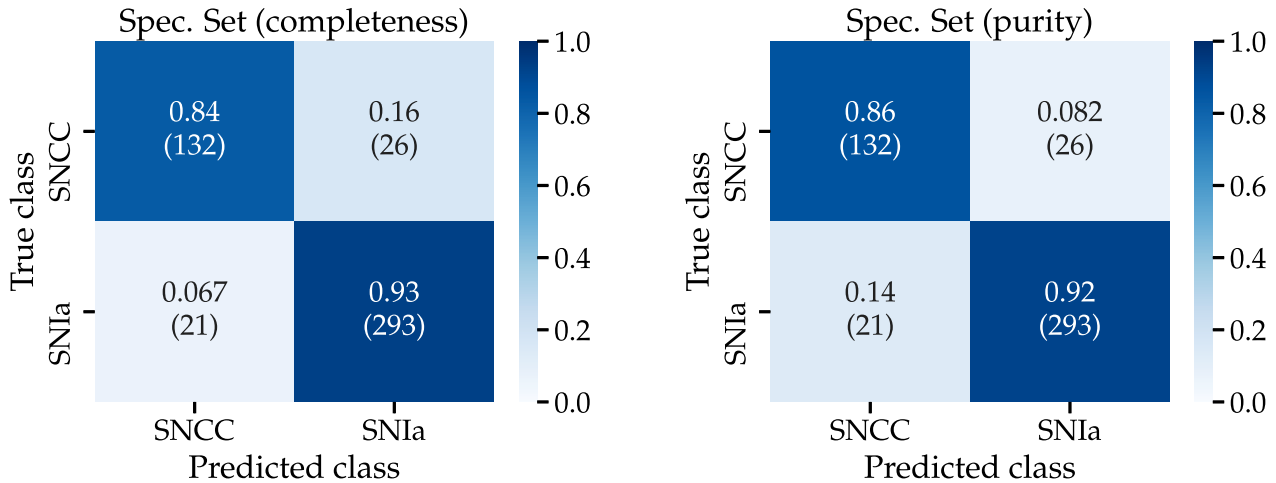 Spec. Set (completeness)
True class
SNCC
SNIa
0.84
(132)
0.16
(26)
0.067
(21)
0.93
(293)
SNCC
SNIa
Predicted class
1.0
0.8
0.6
0.4
0.2
0.0
Spec. Set (purity)
True class
SNCC
SNIa
0.86
(132)
0.082
(26)
0.14
(21)
0.92
(293)
SNCC
SNIa
Predicted class
1.0
0.8
0.6
0.4
0.2
0.0